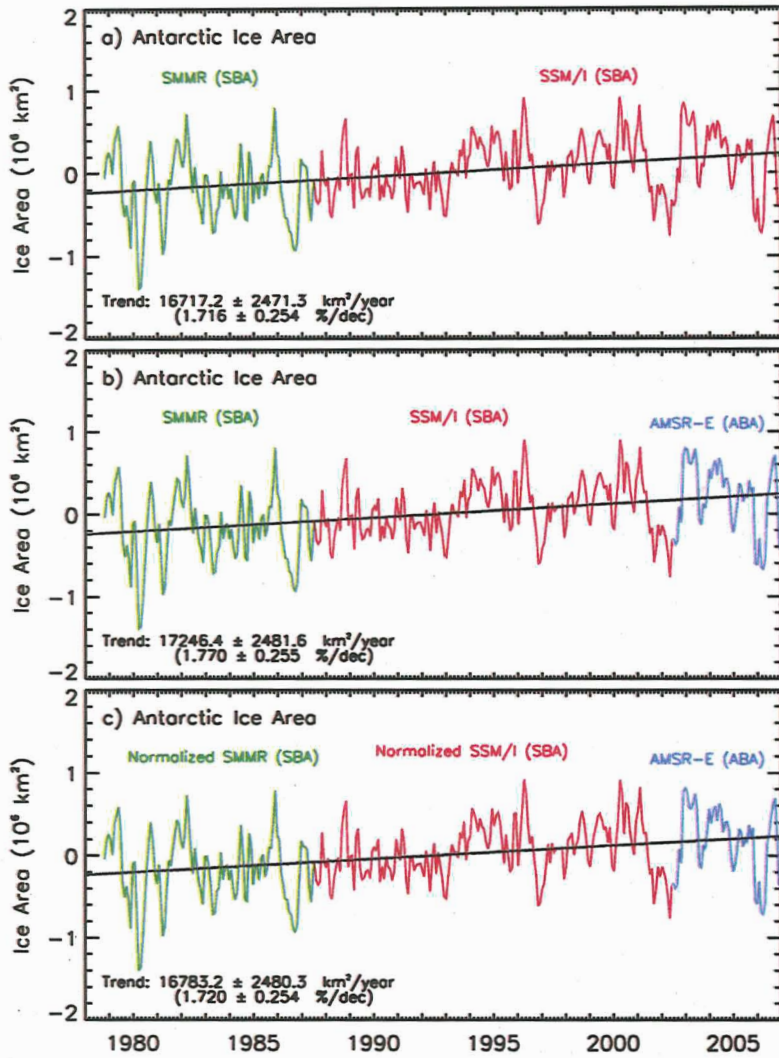 a) Antarctic Ice Area
SMMR (SBA)
SSM/I (SBA)
Ice Area (10⁶ km²)
2
1
0
−1
−2
Trend: 16717.2 ± 2471.3 km²/year
(1.716 ± 0.254 %/dec)
b) Antarctic Ice Area
SMMR (SBA)
SSM/I (SBA)
AMSR-E (ABA)
Ice Area (10⁶ km²)
2
1
0
−1
−2
Trend: 17246.4 ± 2481.6 km²/year
(1.770 ± 0.255 %/dec)
c) Antarctic Ice Area
Normalized SMMR (SBA)
Normalized SSM/I (SBA)
AMSR-E (ABA)
Ice Area (10⁶ km²)
2
1
0
−1
−2
Trend: 16783.2 ± 2480.3 km²/year
(1.720 ± 0.254 %/dec)
1980 1985 1990 1995 2000 2005